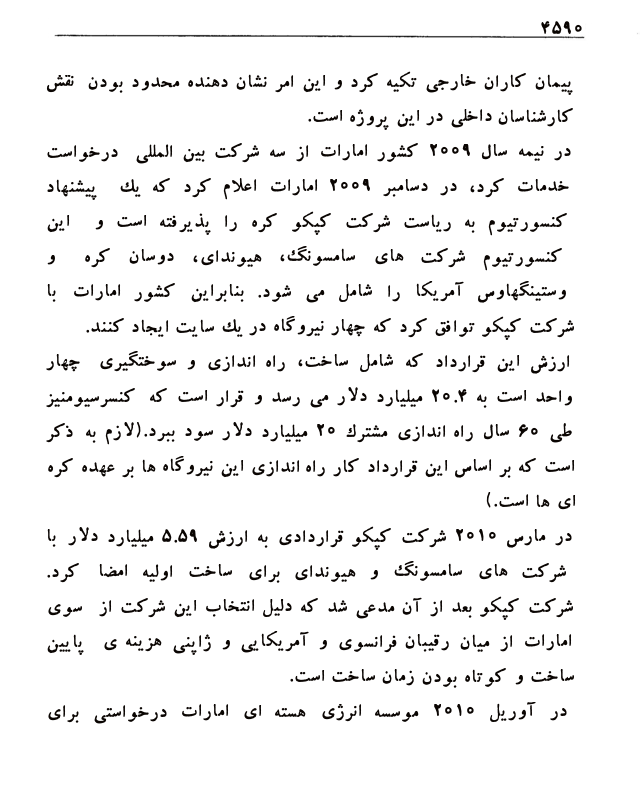 ۴۵۹۰
پیمان کاران خارجی تکیه کرد و این امر نشان دهنده محدود بودن نقش
کارشناسان داخلی در این پروژه است.
در نیمه سال ۲۰۰۹ کشور امارات از سه شرکت بین المللی درخواست
خدمات کرد، در دسامبر ۲۰۰۹ امارات اعلام کرد که یك پیشنهاد
کنسورتیوم به ریاست شرکت کپکو کره را پذیرفته است و این
کنسورتیوم شرکت های سامسونگ، هیوندای، دوسان کره و
وستینگهاوس آمریکا را شامل می شود. بنابراین کشور امارات با
شرکت کپکو توافق کرد که چهار نیروگاه در یك سایت ایجاد کنند.
ارزش این قرارداد که شامل ساخت، راه اندازی و سوختگیری چهار
واحد است به ۲۰.۴ میلیارد دلار می رسد و قرار است که کنسرسیومنیز
طی ۶۰ سال راه اندازی مشترك ۲۰ میلیارد دلار سود ببرد.(لازم به ذکر
است که بر اساس این قرارداد کار راه اندازی این نیروگاه ها بر عهده کره
ای ها است.)
در مارس ۲۰۱۰ شرکت کپکو قراردادی به ارزش ۵.۵۹ میلیارد دلار با
شرکت های سامسونگ و هیوندای برای ساخت اولیه امضا کرد.
شرکت کپکو بعد از آن مدعی شد که دلیل انتخاب این شرکت از سوی
امارات از میان رقیبان فرانسوی و آمریکایی و ژاپنی هزینه ی پایین
ساخت و کوتاه بودن زمان ساخت است.
در آوریل ۲۰۱۰ موسسه انرژی هسته ای امارات درخواستی برای